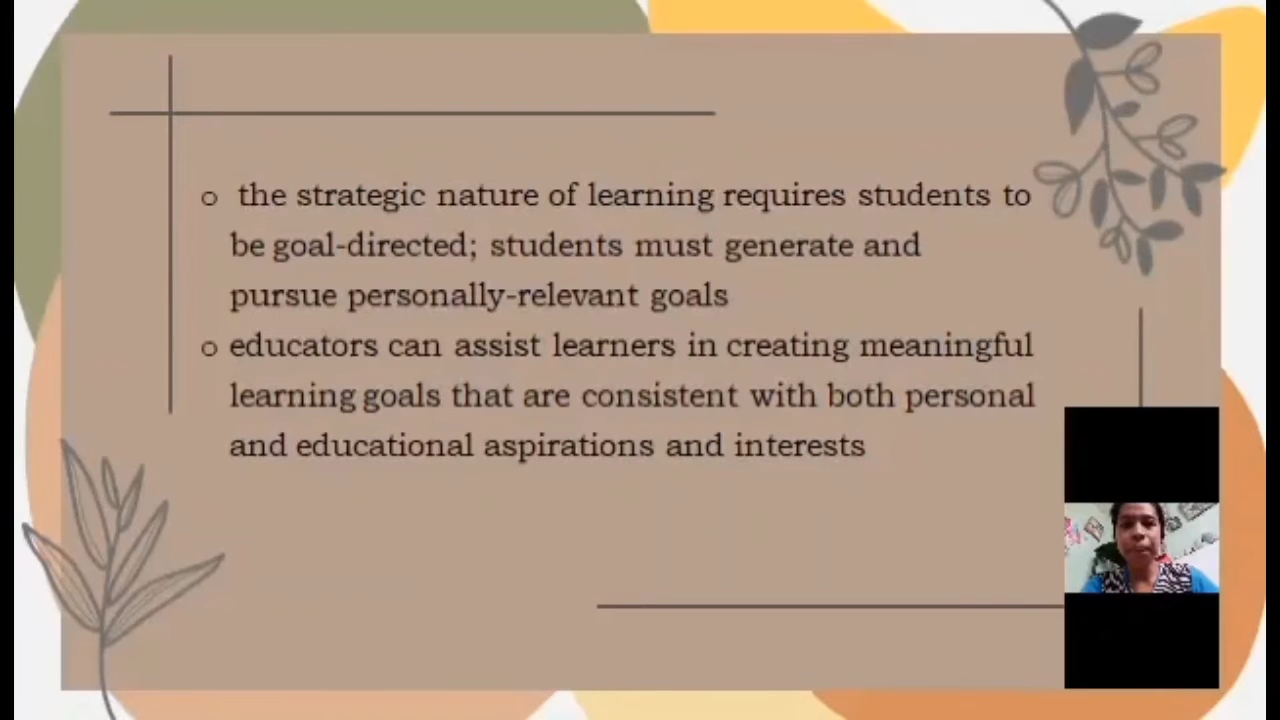 o the strategic nature of learning requires students to
be goal-directed; students must generate and
pursue personally-relevant goals
o educators can assist learners in creating meaningful
learning goals that are consistent with both personal
and educational aspirations and interests